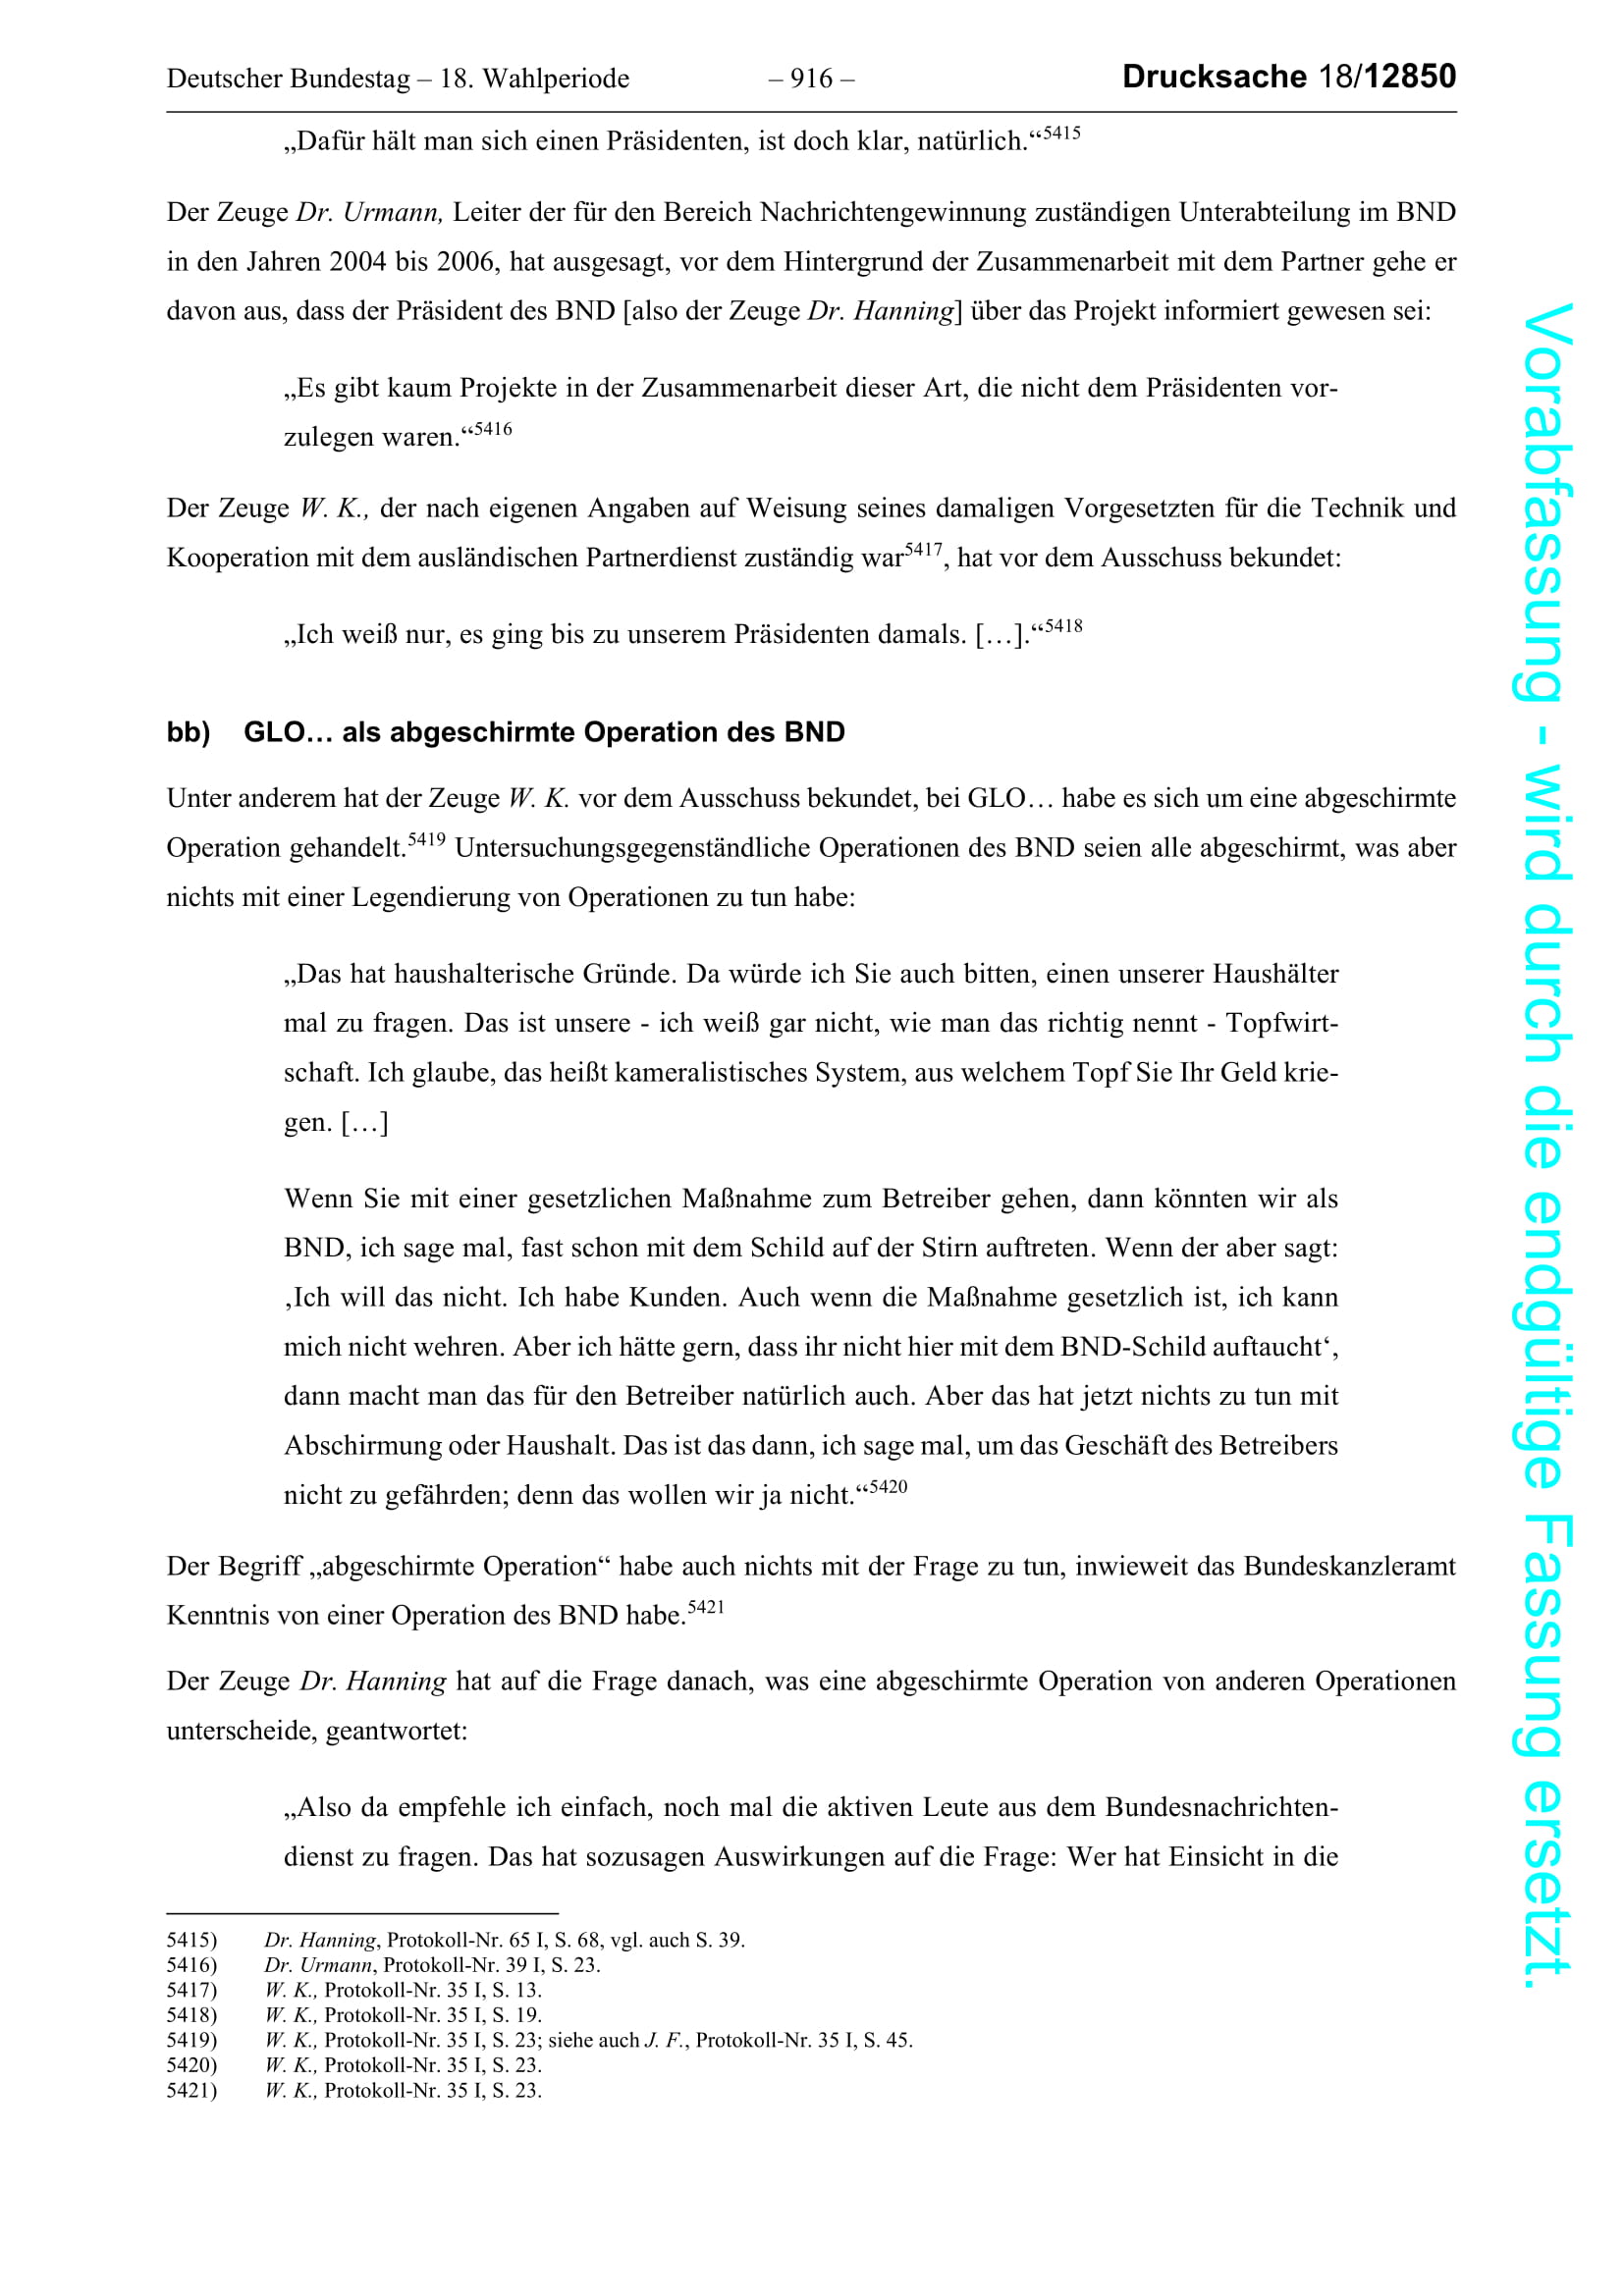 Deutscher Bundestag – 18. Wahlperiode – 916 – Drucksache 18/12850
„Dafür hält man sich einen Präsidenten, ist doch klar, natürlich.“5415
Der Zeuge Dr. Urmann, Leiter der für den Bereich Nachrichtengewinnung zuständigen Unterabteilung im BND
in den Jahren 2004 bis 2006, hat ausgesagt, vor dem Hintergrund der Zusammenarbeit mit dem Partner gehe er
davon aus, dass der Präsident des BND [also der Zeuge Dr. Hanning] über das Projekt informiert gewesen sei:
„Es gibt kaum Projekte in der Zusammenarbeit dieser Art, die nicht dem Präsidenten vor-
zulegen waren.“5416
Der Zeuge W. K., der nach eigenen Angaben auf Weisung seines damaligen Vorgesetzten für die Technik und
Kooperation mit dem ausländischen Partnerdienst zuständig war5417, hat vor dem Ausschuss bekundet:
„Ich weiß nur, es ging bis zu unserem Präsidenten damals. […].“5418
bb) GLO… als abgeschirmte Operation des BND
Unter anderem hat der Zeuge W. K. vor dem Ausschuss bekundet, bei GLO… habe es sich um eine abgeschirmte
Operation gehandelt.5419 Untersuchungsgegenständliche Operationen des BND seien alle abgeschirmt, was aber
nichts mit einer Legendierung von Operationen zu tun habe:
„Das hat haushalterische Gründe. Da würde ich Sie auch bitten, einen unserer Haushälter
mal zu fragen. Das ist unsere - ich weiß gar nicht, wie man das richtig nennt - Topfwirt-
schaft. Ich glaube, das heißt kameralistisches System, aus welchem Topf Sie Ihr Geld krie-
gen. […]
Wenn Sie mit einer gesetzlichen Maßnahme zum Betreiber gehen, dann könnten wir als
BND, ich sage mal, fast schon mit dem Schild auf der Stirn auftreten. Wenn der aber sagt:
‚Ich will das nicht. Ich habe Kunden. Auch wenn die Maßnahme gesetzlich ist, ich kann
mich nicht wehren. Aber ich hätte gern, dass ihr nicht hier mit dem BND-Schild auftaucht‘,
dann macht man das für den Betreiber natürlich auch. Aber das hat jetzt nichts zu tun mit
Abschirmung oder Haushalt. Das ist das dann, ich sage mal, um das Geschäft des Betreibers
nicht zu gefährden; denn das wollen wir ja nicht.“5420
Der Begriff „abgeschirmte Operation“ habe auch nichts mit der Frage zu tun, inwieweit das Bundeskanzleramt
Kenntnis von einer Operation des BND habe.5421
Der Zeuge Dr. Hanning hat auf die Frage danach, was eine abgeschirmte Operation von anderen Operationen
unterscheide, geantwortet:
„Also da empfehle ich einfach, noch mal die aktiven Leute aus dem Bundesnachrichten-
dienst zu fragen. Das hat sozusagen Auswirkungen auf die Frage: Wer hat Einsicht in die
5415) Dr. Hanning, Protokoll-Nr. 65 I, S. 68, vgl. auch S. 39.
5416) Dr. Urmann, Protokoll-Nr. 39 I, S. 23.
5417) W. K., Protokoll-Nr. 35 I, S. 13.
5418) W. K., Protokoll-Nr. 35 I, S. 19.
5419) W. K., Protokoll-Nr. 35 I, S. 23; siehe auch J. F., Protokoll-Nr. 35 I, S. 45.
5420) W. K., Protokoll-Nr. 35 I, S. 23.
5421) W. K., Protokoll-Nr. 35 I, S. 23.
Vorabfassung - wird durch die endgültige Fassung ersetzt.